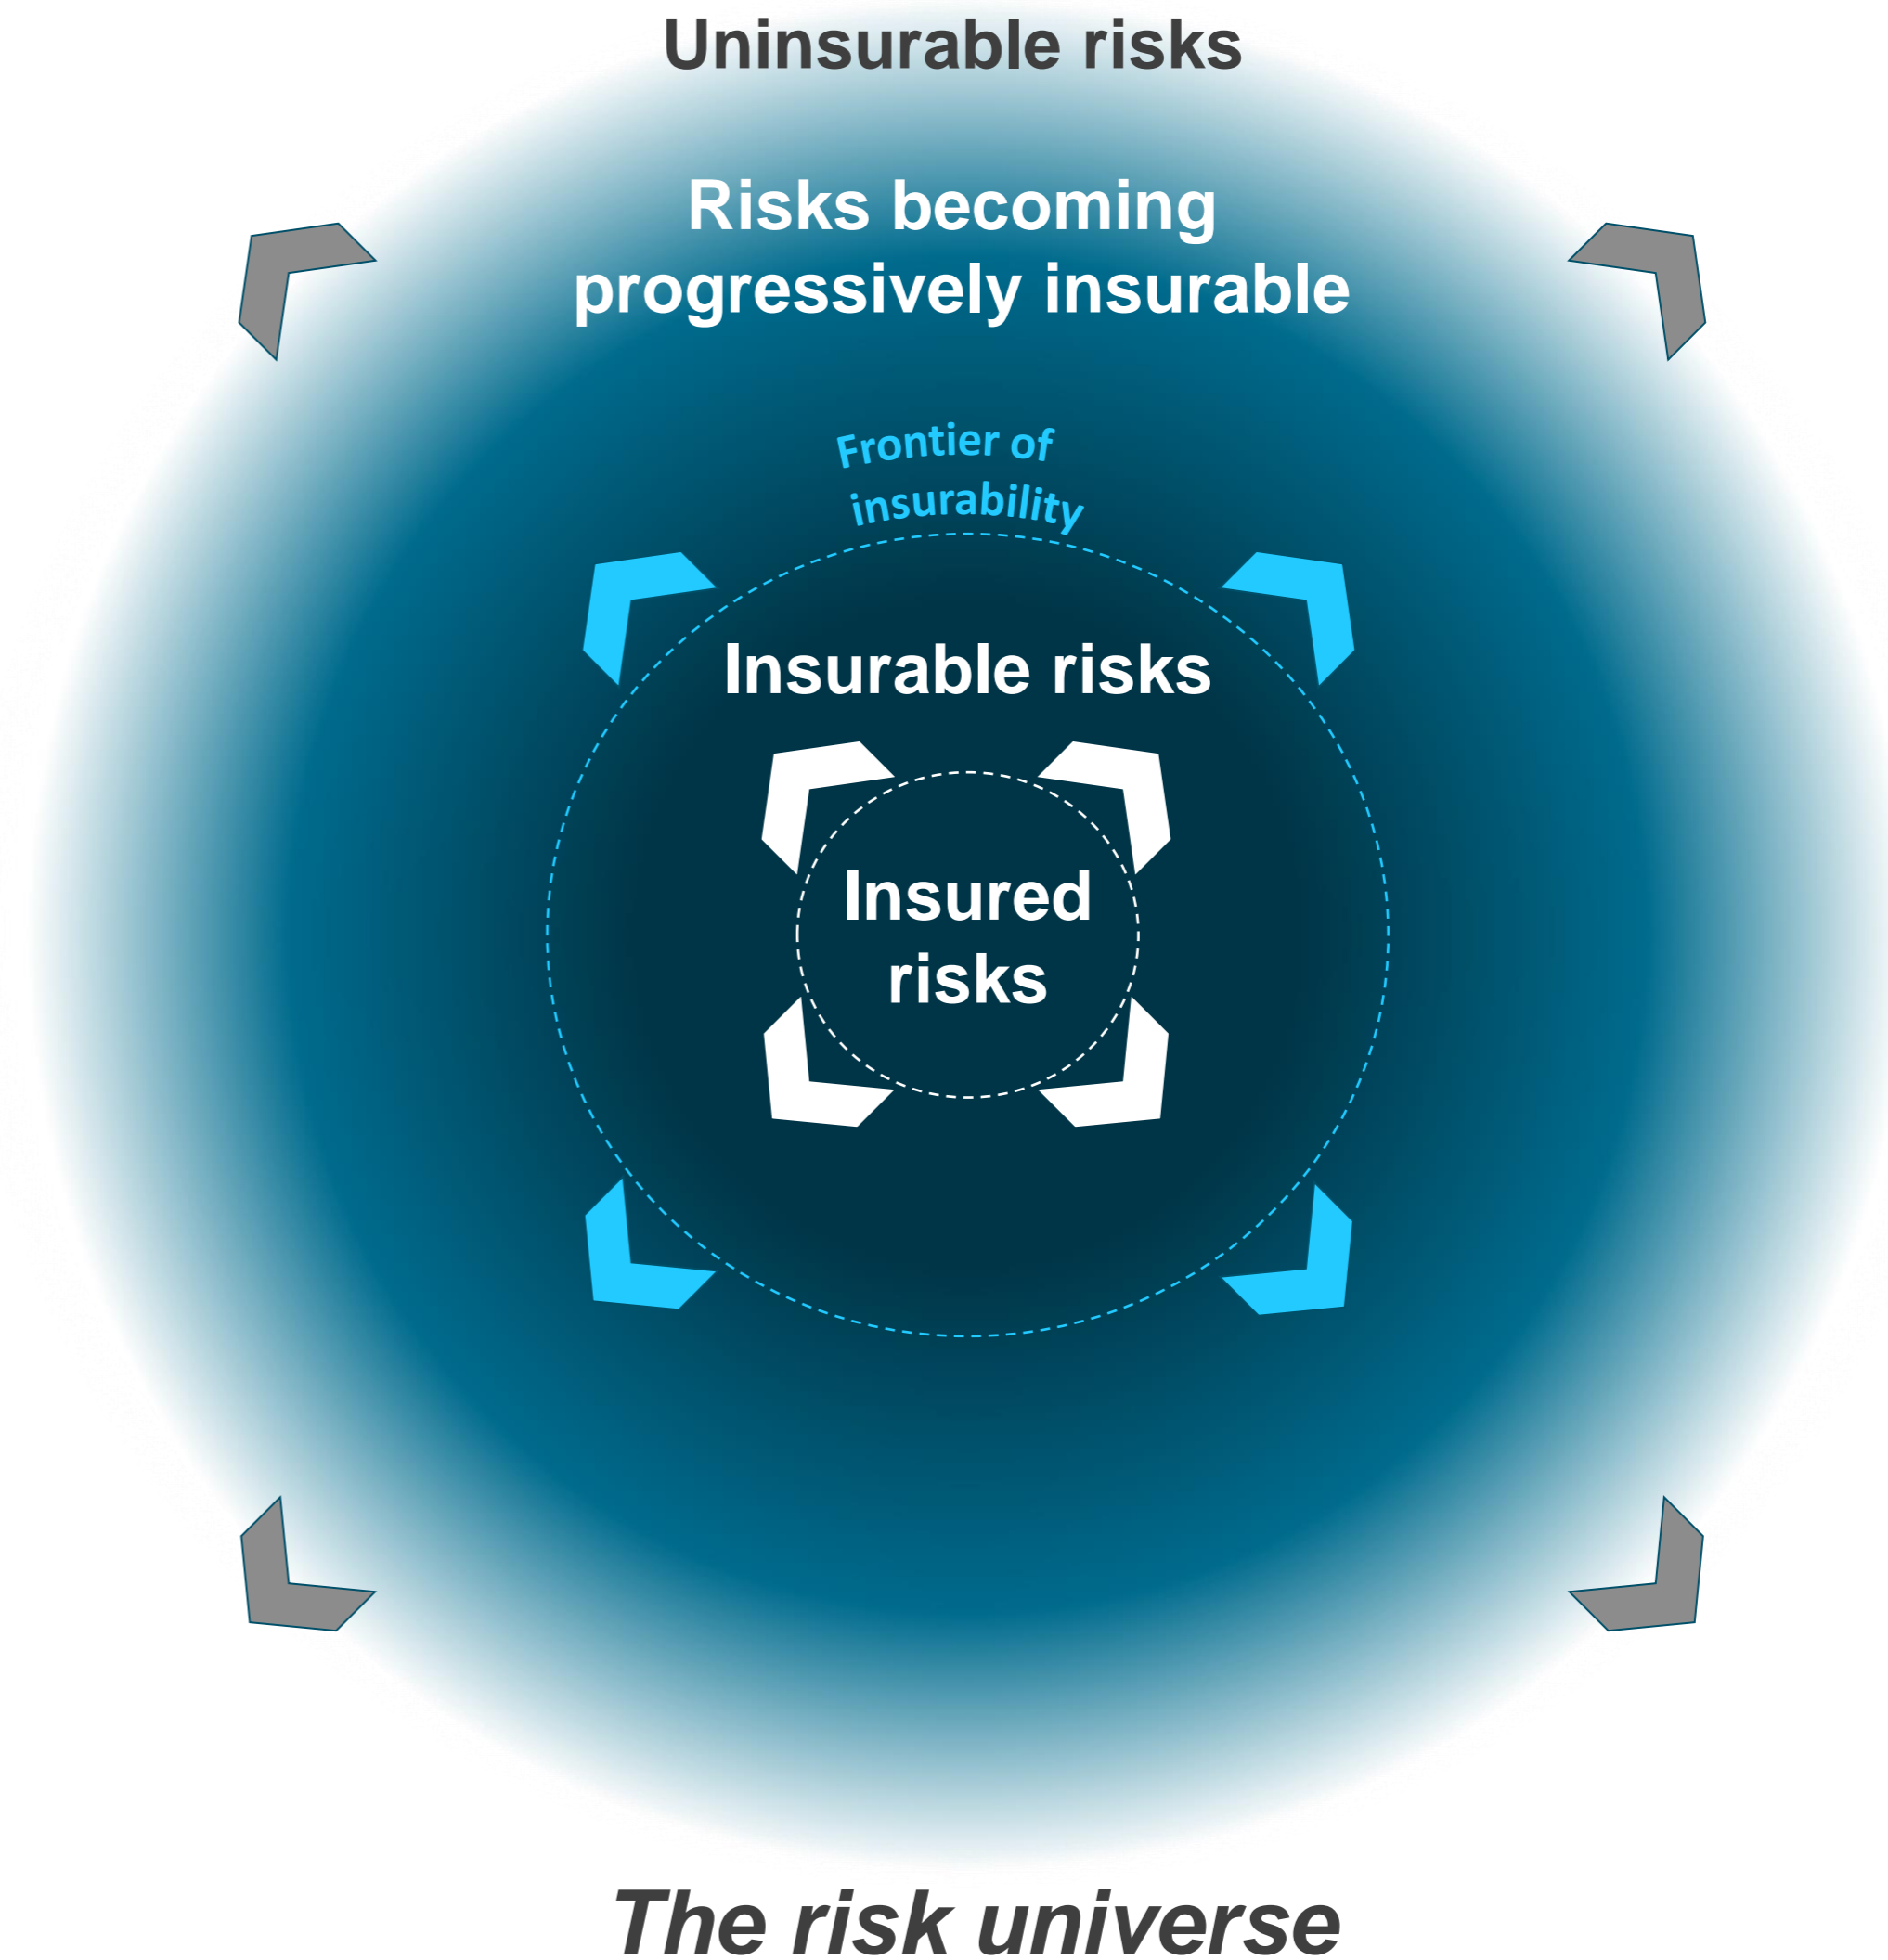 Uninsurable risks
Risks becoming
progressively insurable
Frontier of
insurability
Insurable risks
Insured
risks
The risk universe